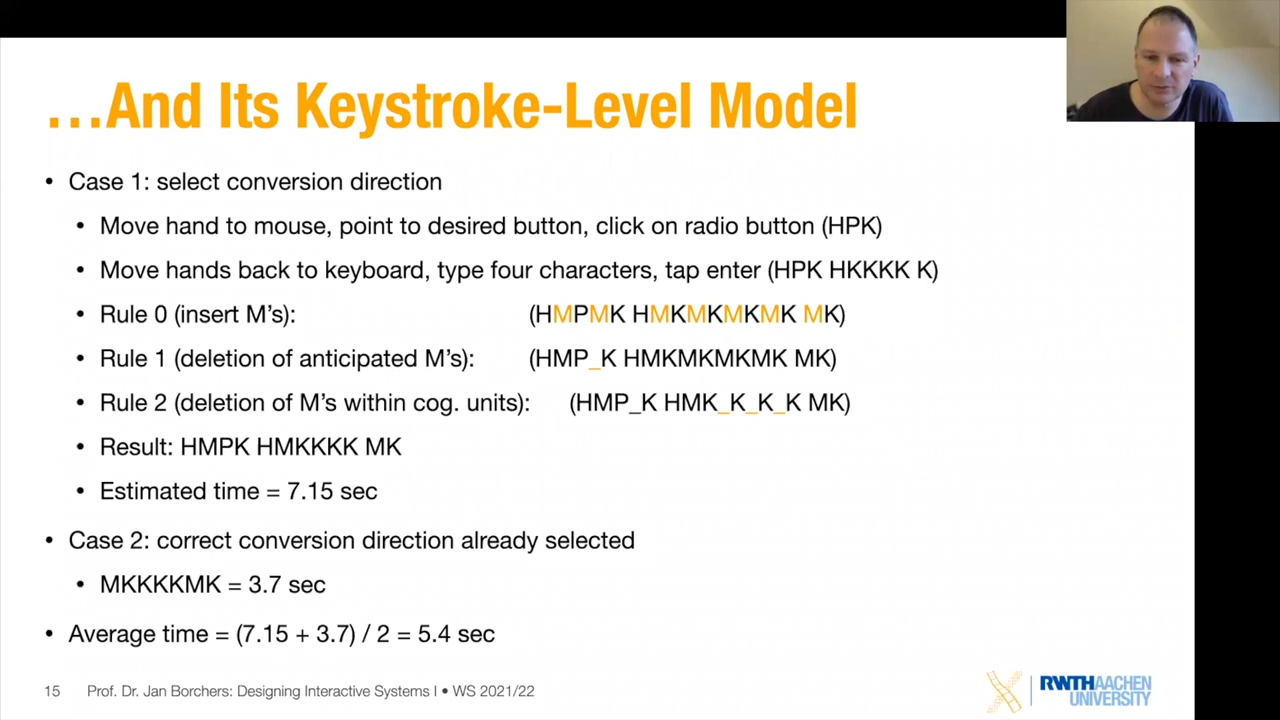 …And Its Keystroke-Level Model
• Case 1: select conversion direction
• Move hand to mouse, point to desired button, click on radio button (HPK)
• Move hands back to keyboard, type four characters, tap enter (HPK HKKKK K)
• Rule 0 (insert M’s): (HMPMK HMKMKMKMK MK)
• Rule 1 (deletion of anticipated M’s): (HMP_K HMKMKMKMK MK)
• Rule 2 (deletion of M’s within cog. units): (HMP_K HMK_K_K_K MK)
• Result: HMPK HMKKKK MK
• Estimated time = 7.15 sec
• Case 2: correct conversion direction already selected
• MKKKKMK = 3.7 sec
• Average time = (7.15 + 3.7) / 2 = 5.4 sec
15 Prof. Dr. Jan Borchers: Designing Interactive Systems I • WS 2021/22
RWTHAACHEN
UNIVERSITY